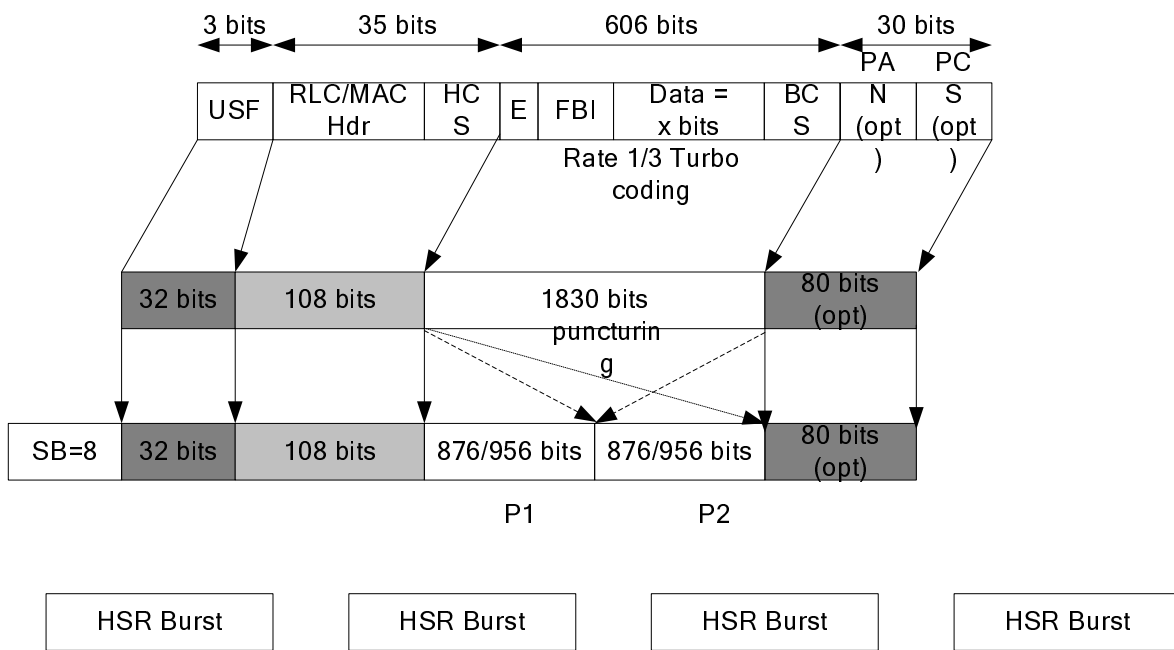 3 bits
35 bits
606 bits
30 bits
USF
RLC/MAC
Hdr
HC
S
E
FBI
Data =
x bits
BC
S
PA
N
(opt
)
PC
S
(opt
)
Rate 1/3 Turbo
coding
32 bits
108 bits
1830 bits
80 bits
(opt)
puncturin
g
SB=8
32 bits
108 bits
876/956 bits
876/956 bits
80 bits
(opt)
P1
P2
HSR Burst
HSR Burst
HSR Burst
HSR Burst